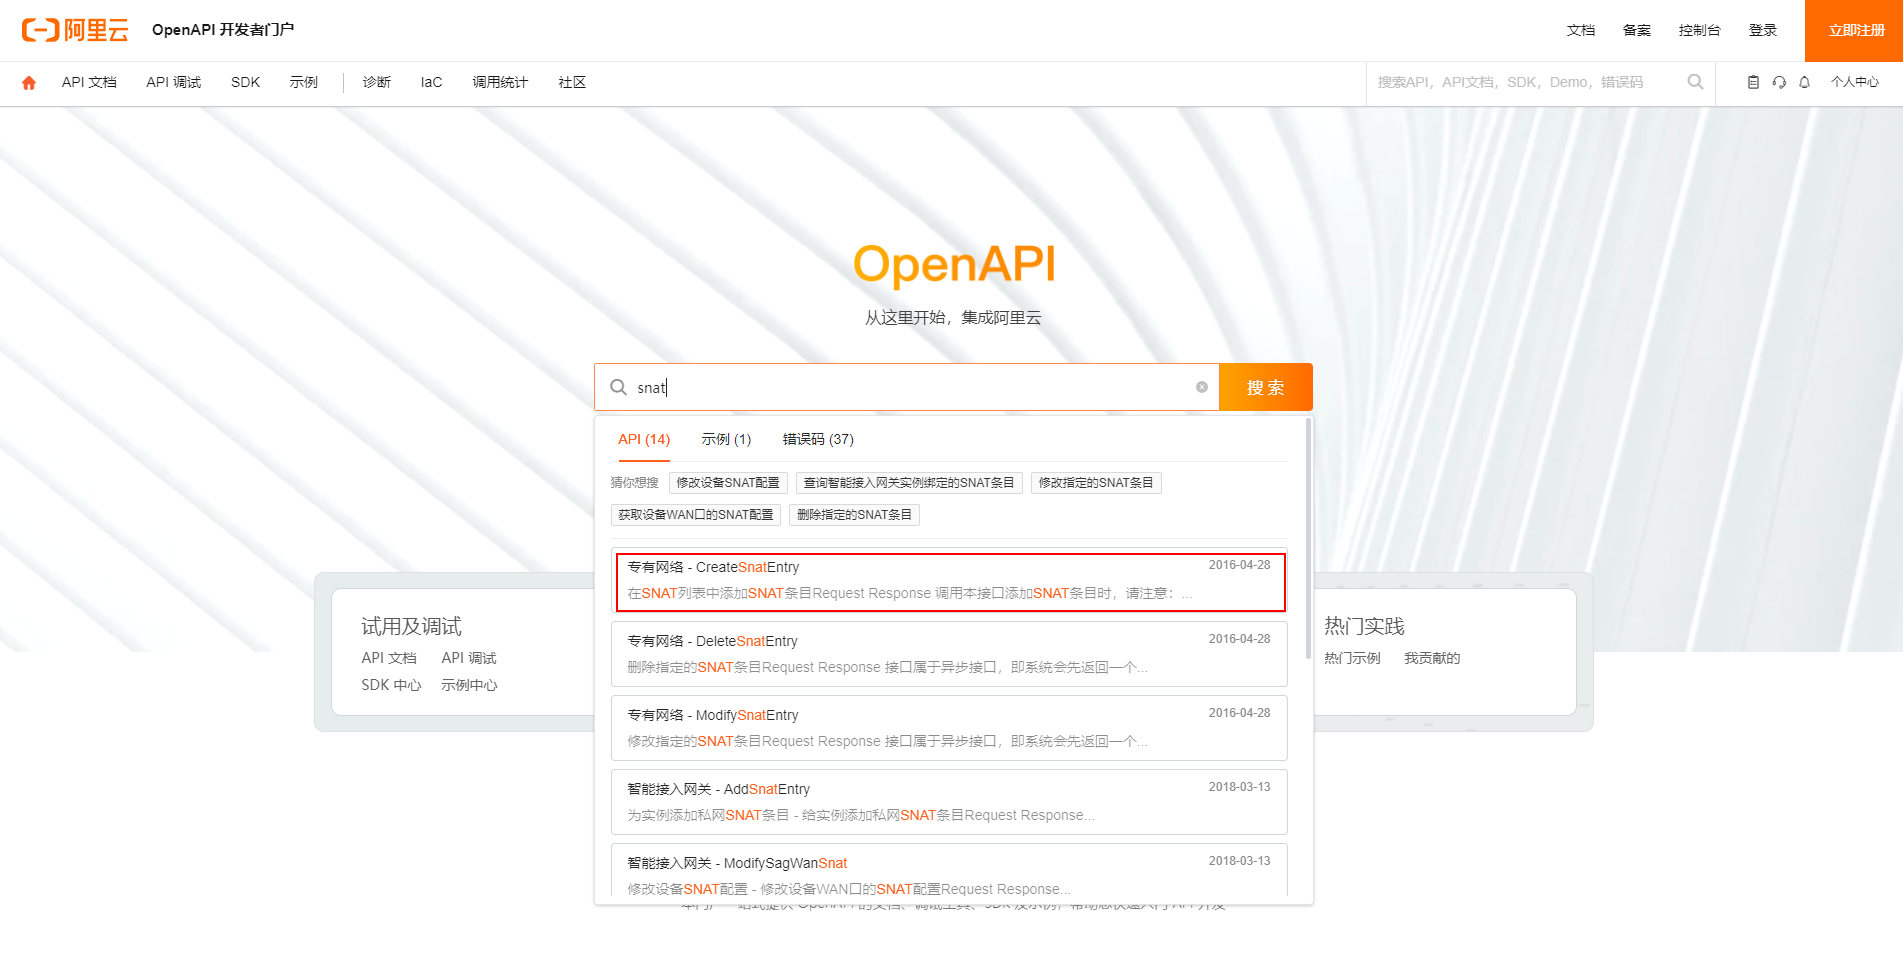 阿里云 OpenAPI 开发者门户 文档 备案 控制台 登录 立即注册
API 文档 API 调试 SDK 示例 诊断 IaC 调用统计 社区 搜索API，API文档，SDK，Demo，错误码 个人中心
OpenAPI
从这里开始，集成阿里云
snat 搜索
API (14) 示例 (1) 错误码 (37)
猜你想搜 修改设备SNAT配置 查询智能接入网关实例绑定的SNAT条目 修改指定的SNAT条目
获取设备WAN口的SNAT配置 删除指定的SNAT条目
专有网络 - CreateSnatEntry 2016-04-28
在SNAT列表中添加SNAT条目Request Response 调用本接口添加SNAT条目时，请注意：...
专有网络 - DeleteSnatEntry 2016-04-28
删除指定的SNAT条目Request Response 接口属于异步接口，即系统会先返回一个...
专有网络 - ModifySnatEntry 2016-04-28
修改指定的SNAT条目Request Response 接口属于异步接口，即系统会先返回一个...
智能接入网关 - AddSnatEntry 2018-03-13
为实例添加私网SNAT条目 - 给实例添加私网SNAT条目Request Response...
智能接入网关 - ModifySagWanSnat 2018-03-13
修改设备SNAT配置 - 修改设备WAN口的SNAT配置Request Response...
试用及调试
API 文档 API 调试
SDK 中心 示例中心
热门实践
热门示例 我贡献的